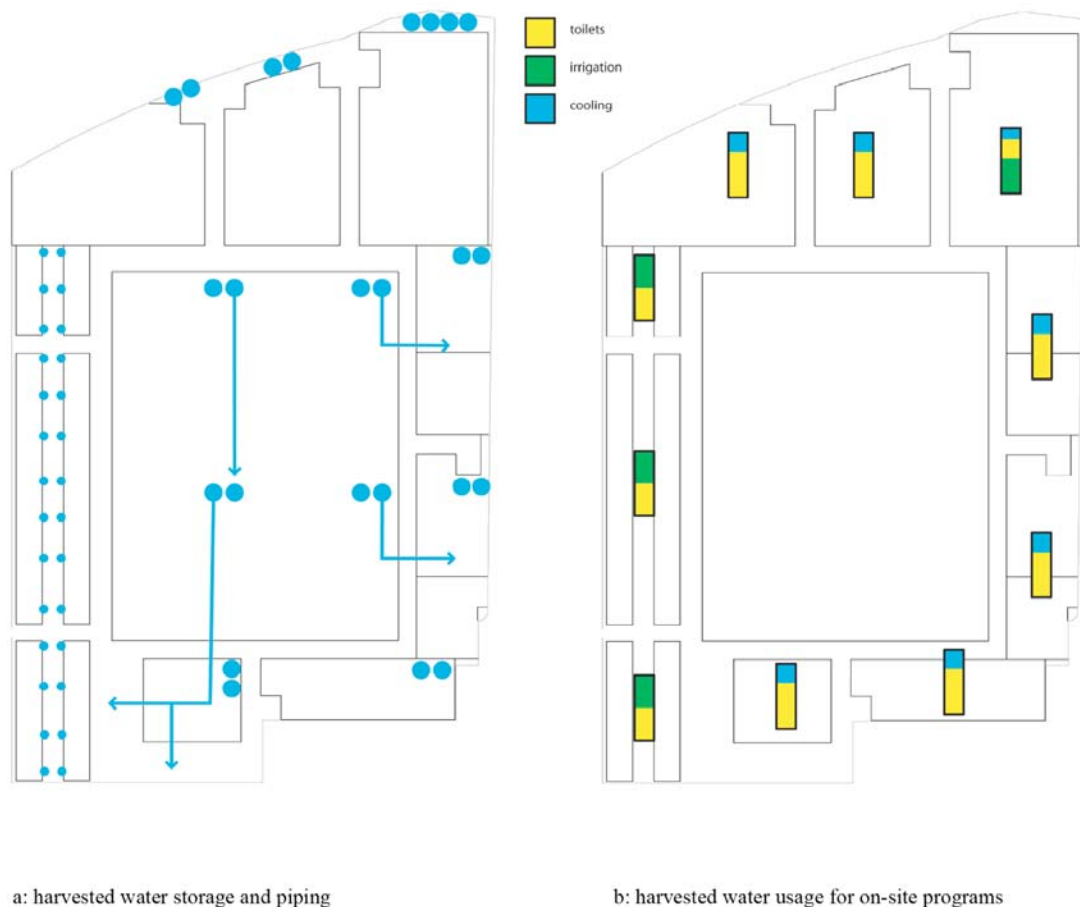 toilets
irrigation
cooling
a: harvested water storage and piping
b: harvested water usage for on-site programs